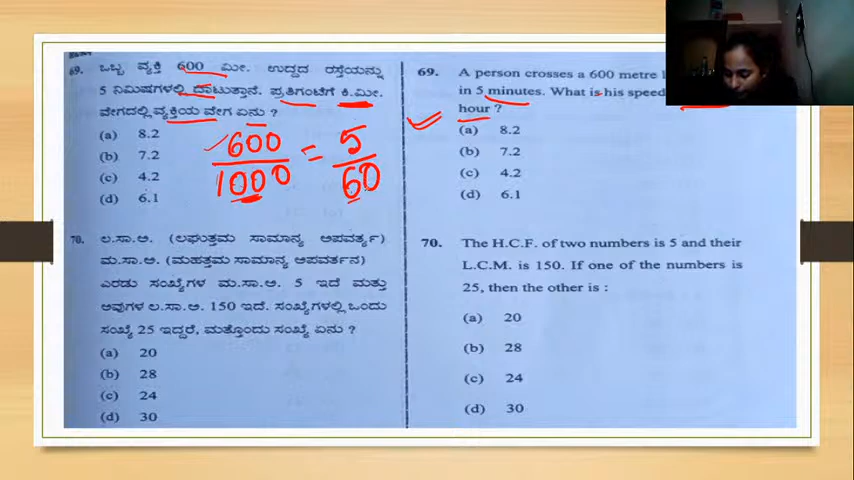 69. ಒಬ್ಬ ವ್ಯಕ್ತಿ 600 ಮೀ. ಉದ್ದದ ರಸ್ತೆಯನ್ನು
5 ನಿಮಿಷಗಳಲ್ಲಿ ದಾಟುತ್ತಾನೆ. ಪ್ರತಿಗಂಟೆಗೆ ಕಿ.ಮೀ.
ವೇಗದಲ್ಲಿ ವ್ಯಕ್ತಿಯ ವೇಗ ಏನು ?
(a) 8.2
(b) 7.2
(c) 4.2
(d) 6.1
600/1000 = 5/60
70. ಲ.ಸಾ.ಅ. (ಲಘುತ್ತಮ ಸಾಮಾನ್ಯ ಅಪವರ್ತ್ಯ)
ಮ.ಸಾ.ಅ. (ಮಹತ್ತಮ ಸಾಮಾನ್ಯ ಅಪವರ್ತನ)
ಎರಡು ಸಂಖ್ಯೆಗಳ ಮ.ಸಾ.ಅ. 5 ಇದೆ ಮತ್ತು
ಅವುಗಳ ಲ.ಸಾ.ಅ. 150 ಇದೆ. ಸಂಖ್ಯೆಗಳಲ್ಲಿ ಒಂದು
ಸಂಖ್ಯೆ 25 ಇದ್ದರೆ, ಮತ್ತೊಂದು ಸಂಖ್ಯೆ ಏನು ?
(a) 20
(b) 28
(c) 24
(d) 30
69. A person crosses a 600 metre
in 5 minutes. What is his speed
hour ?
(a) 8.2
(b) 7.2
(c) 4.2
(d) 6.1
70. The H.C.F. of two numbers is 5 and their
L.C.M. is 150. If one of the numbers is
25, then the other is :
(a) 20
(b) 28
(c) 24
(d) 30